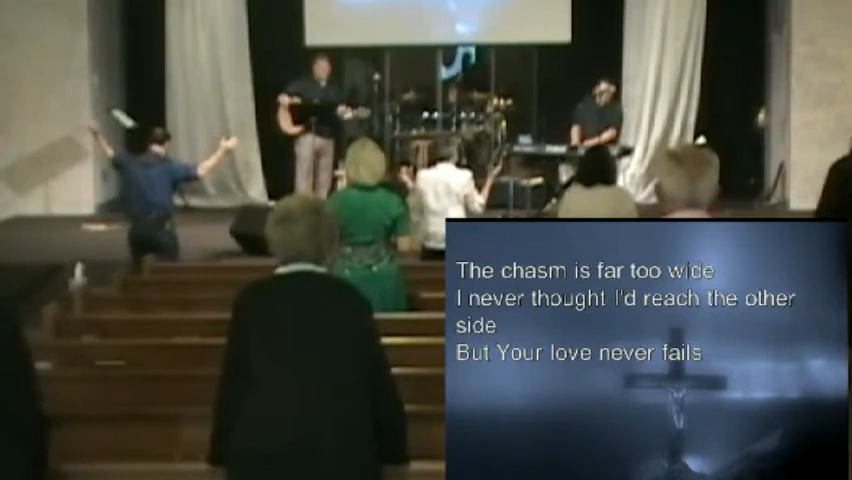 The chasm is far too wide
I never thought I'd reach the other
side
But Your love never fails